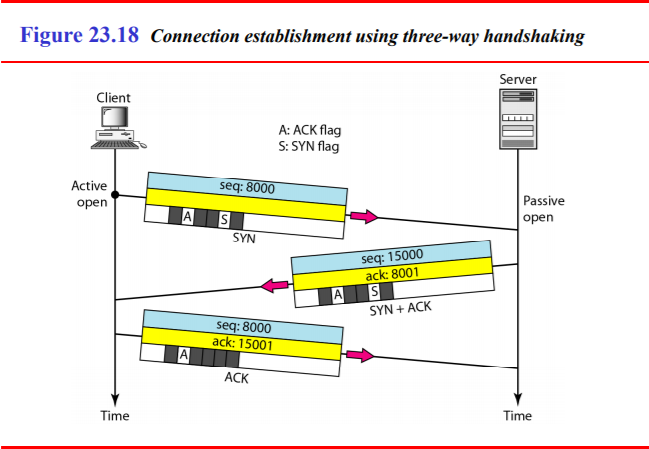 Figure 23.18 Connection establishment using three-way handshaking
Client
Server
A: ACK flag
S: SYN flag
Active
open
seq: 8000
A S
SYN
Passive
open
seq: 15000
ack: 8001
A S
SYN + ACK
seq: 8000
ack: 15001
A
ACK
Time
Time